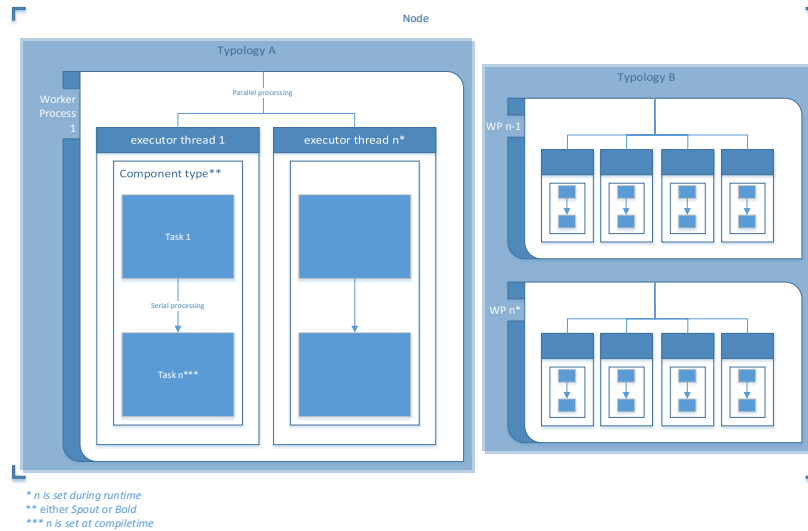 Node
Typology A
Worker
Process
1
Parallel processing
executor thread 1
executor thread n*
Component type**
Task 1
Serial processing
Task n***
Typology B
WP n-1
WP n*
* n is set during runtime
** either Spout or Bold
*** n is set at compiletime